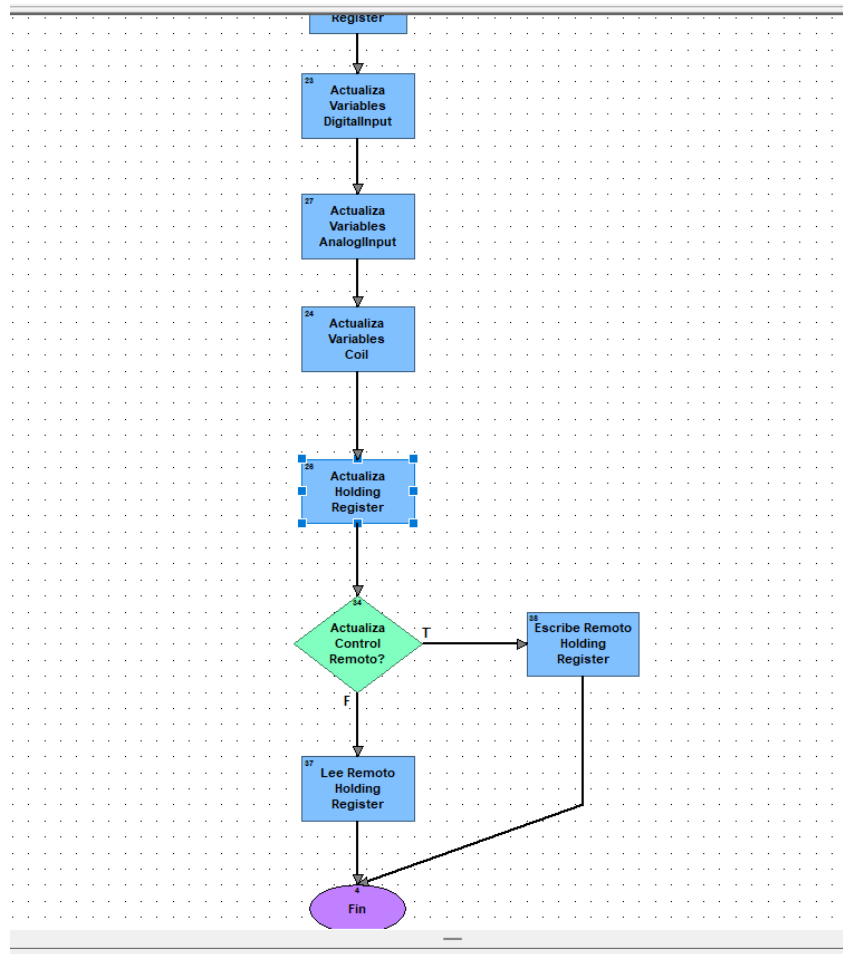 Register
23
Actualiza
Variables
DigitalInput
27
Actualiza
Variables
AnalogIInput
24
Actualiza
Variables
Coil
26
Actualiza
Holding
Register
34
Actualiza
Control
Remoto?
T
38
Escribe Remoto
Holding
Register
F
37
Lee Remoto
Holding
Register
4
Fin